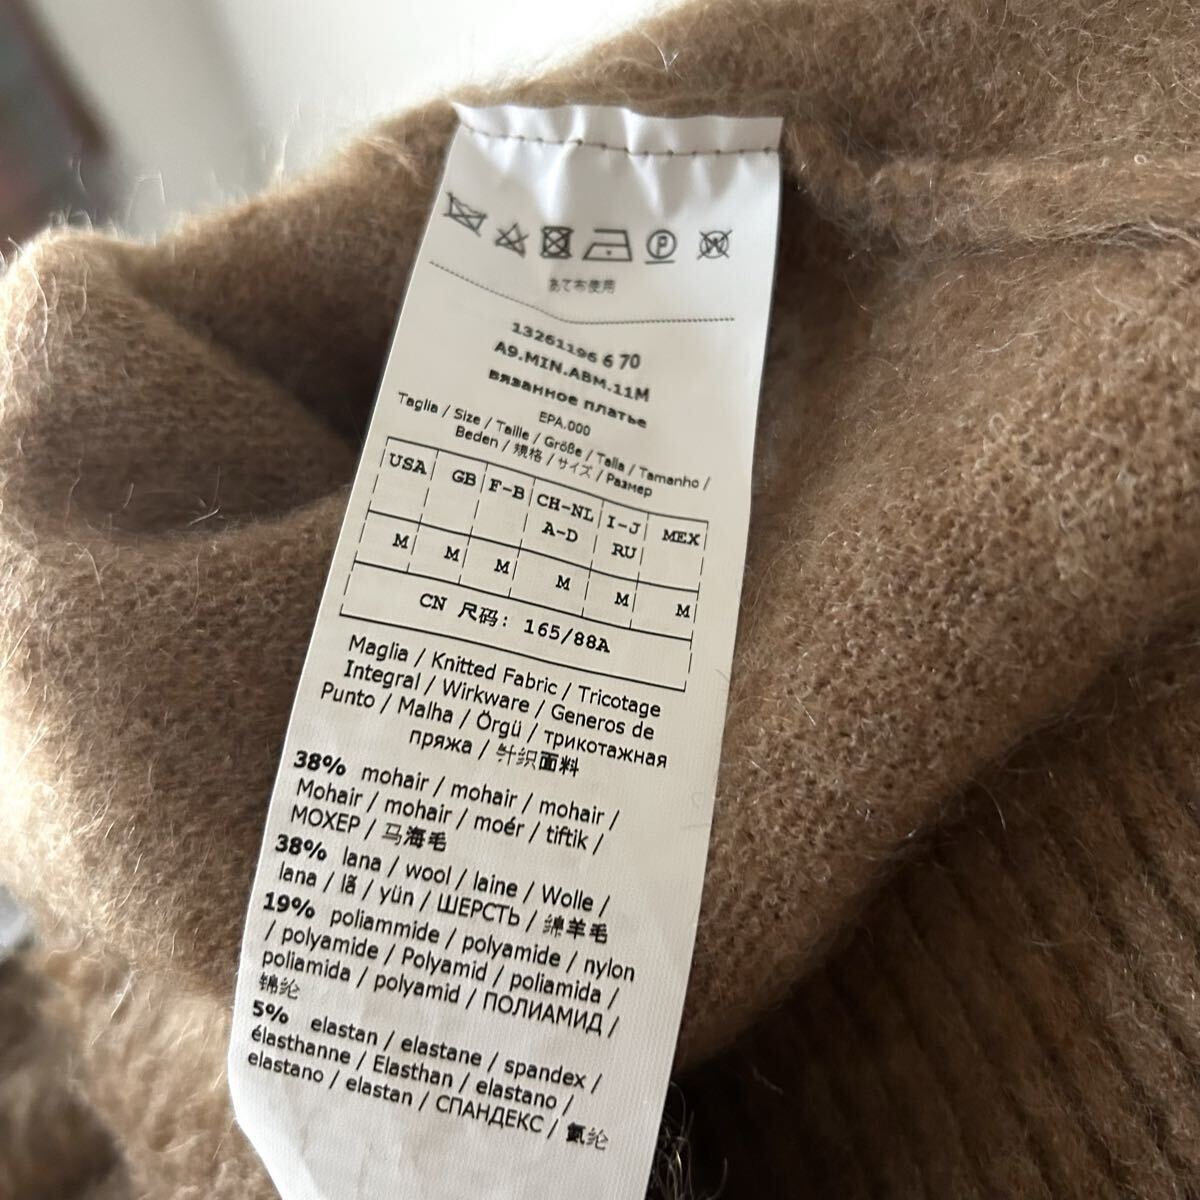 P W
あて布使用
13261196 6 70
A9.MIN.ABM.11M
вязанное платье
EPA.000
Taglia / Size / Taille / Größe / Talla / Tamanho /
Beden / 規格 / サイズ / Размер
USA GB F-B CH-NL A-D I-J RU MEX
M M M M M M
CN 尺码: 165/88A
Maglia / Knitted Fabric / Tricotage
Integral / Wirkware / Generos de
Punto / Malha / Örgü / трикотажная
пряжа / 针织面料
38% mohair / mohair / mohair /
Mohair / mohair / moér / tiftik /
МОХЕР / 马海毛
38% lana / wool / laine / Wolle /
lana / lã / yün / ШЕРСТЬ / 绵羊毛
19% poliammide / polyamide / nylon
/ polyamide / Polyamid / poliamida /
poliamida / polyamid / ПОЛИАМИД /
锦纶
5% elastan / elastane / spandex /
élasthanne / Elasthan / elastano /
elastano / elastan / СПАНДЕКС / 氨纶